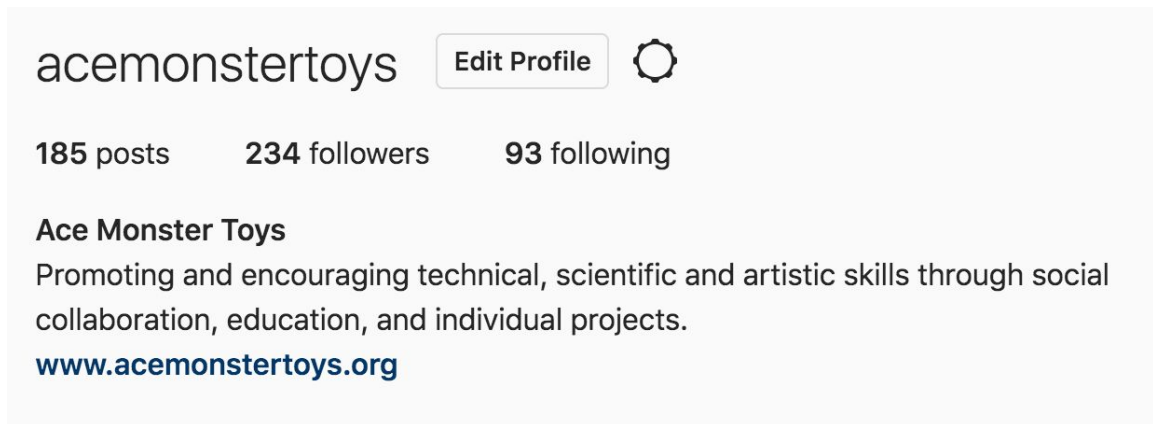 acemonstertoys Edit Profile
185 posts 234 followers 93 following
Ace Monster Toys
Promoting and encouraging technical, scientific and artistic skills through social
collaboration, education, and individual projects.
www.acemonstertoys.org